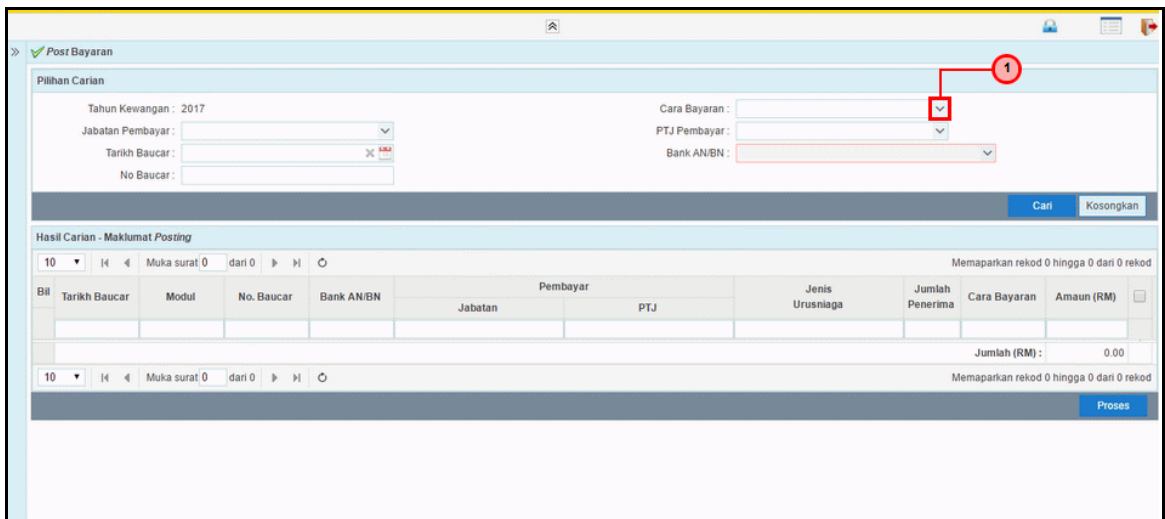 1
Post Bayaran
Pilihan Carian
Tahun Kewangan : 2017
Cara Bayaran :
Jabatan Pembayar :
PTJ Pembayar :
Tarikh Baucar :
Bank AN/BN :
No Baucar :
Cari Kosongkan
Hasil Carian - Maklumat Posting
10 Muka surat 0 dari 0 Memaparkan rekod 0 hingga 0 dari 0 rekod
Bil Tarikh Baucar Modul No. Baucar Bank AN/BN Pembayar Jenis Urusniaga Jumlah Penerima Cara Bayaran Amaun (RM)
Jabatan PTJ
Jumlah (RM) : 0.00
10 Muka surat 0 dari 0 Memaparkan rekod 0 hingga 0 dari 0 rekod
Proses